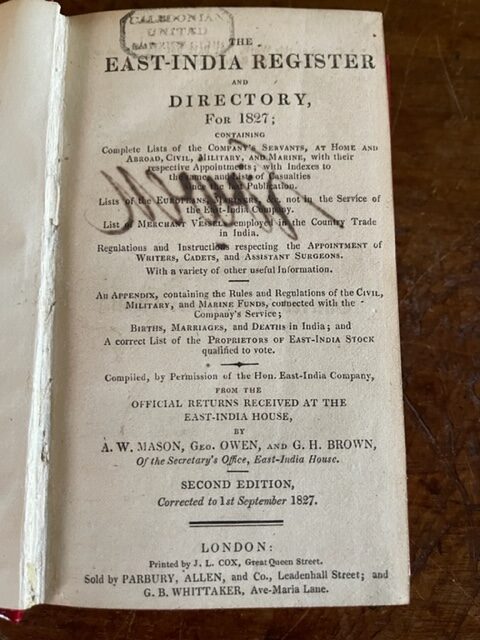 CALEDONIAN
UNITED
THE
EAST-INDIA REGISTER
AND
DIRECTORY,
FOR 1827;
CONTAINING
Complete Lists of the COMPANY'S SERVANTS, AT HOME AND
ABROAD, CIVIL, MILITARY, AND MARINE, with their
respective Appointments; with Indexes to
the same, and Lists of Casualties
since the last Publication.
Lists of the EUROPEANS, MARINERS, &c. not in the Service of
the East-India Company.
List of MERCHANT VESSELS employed in the Country Trade
in India.
Regulations and Instructions respecting the APPOINTMENT OF
WRITERS, CADETS, and ASSISTANT SURGEONS.
With a variety of other useful Information.
An APPENDIX, containing the Rules and Regulations of the CIVIL,
MILITARY, and MARINE FUNDS, connected with the
Company's Service;
BIRTHS, MARRIAGES, and DEATHS in India; and
A correct List of the PROPRIETORS OF EAST-INDIA STOCK
qualified to vote.
Compiled, by Permission of the Hon. East-India Company,
FROM THE
OFFICIAL RETURNS RECEIVED AT THE
EAST-INDIA HOUSE,
BY
A. W. MASON, GEO. OWEN, AND G. H. BROWN,
Of the Secretary's Office, East-India House.
SECOND EDITION,
Corrected to 1st September 1827.
LONDON:
Printed by J. L. COX, Great Queen Street.
Sold by PARBURY, ALLEN, and Co., Leadenhall Street; and
G. B. WHITTAKER, Ave-Maria Lane.